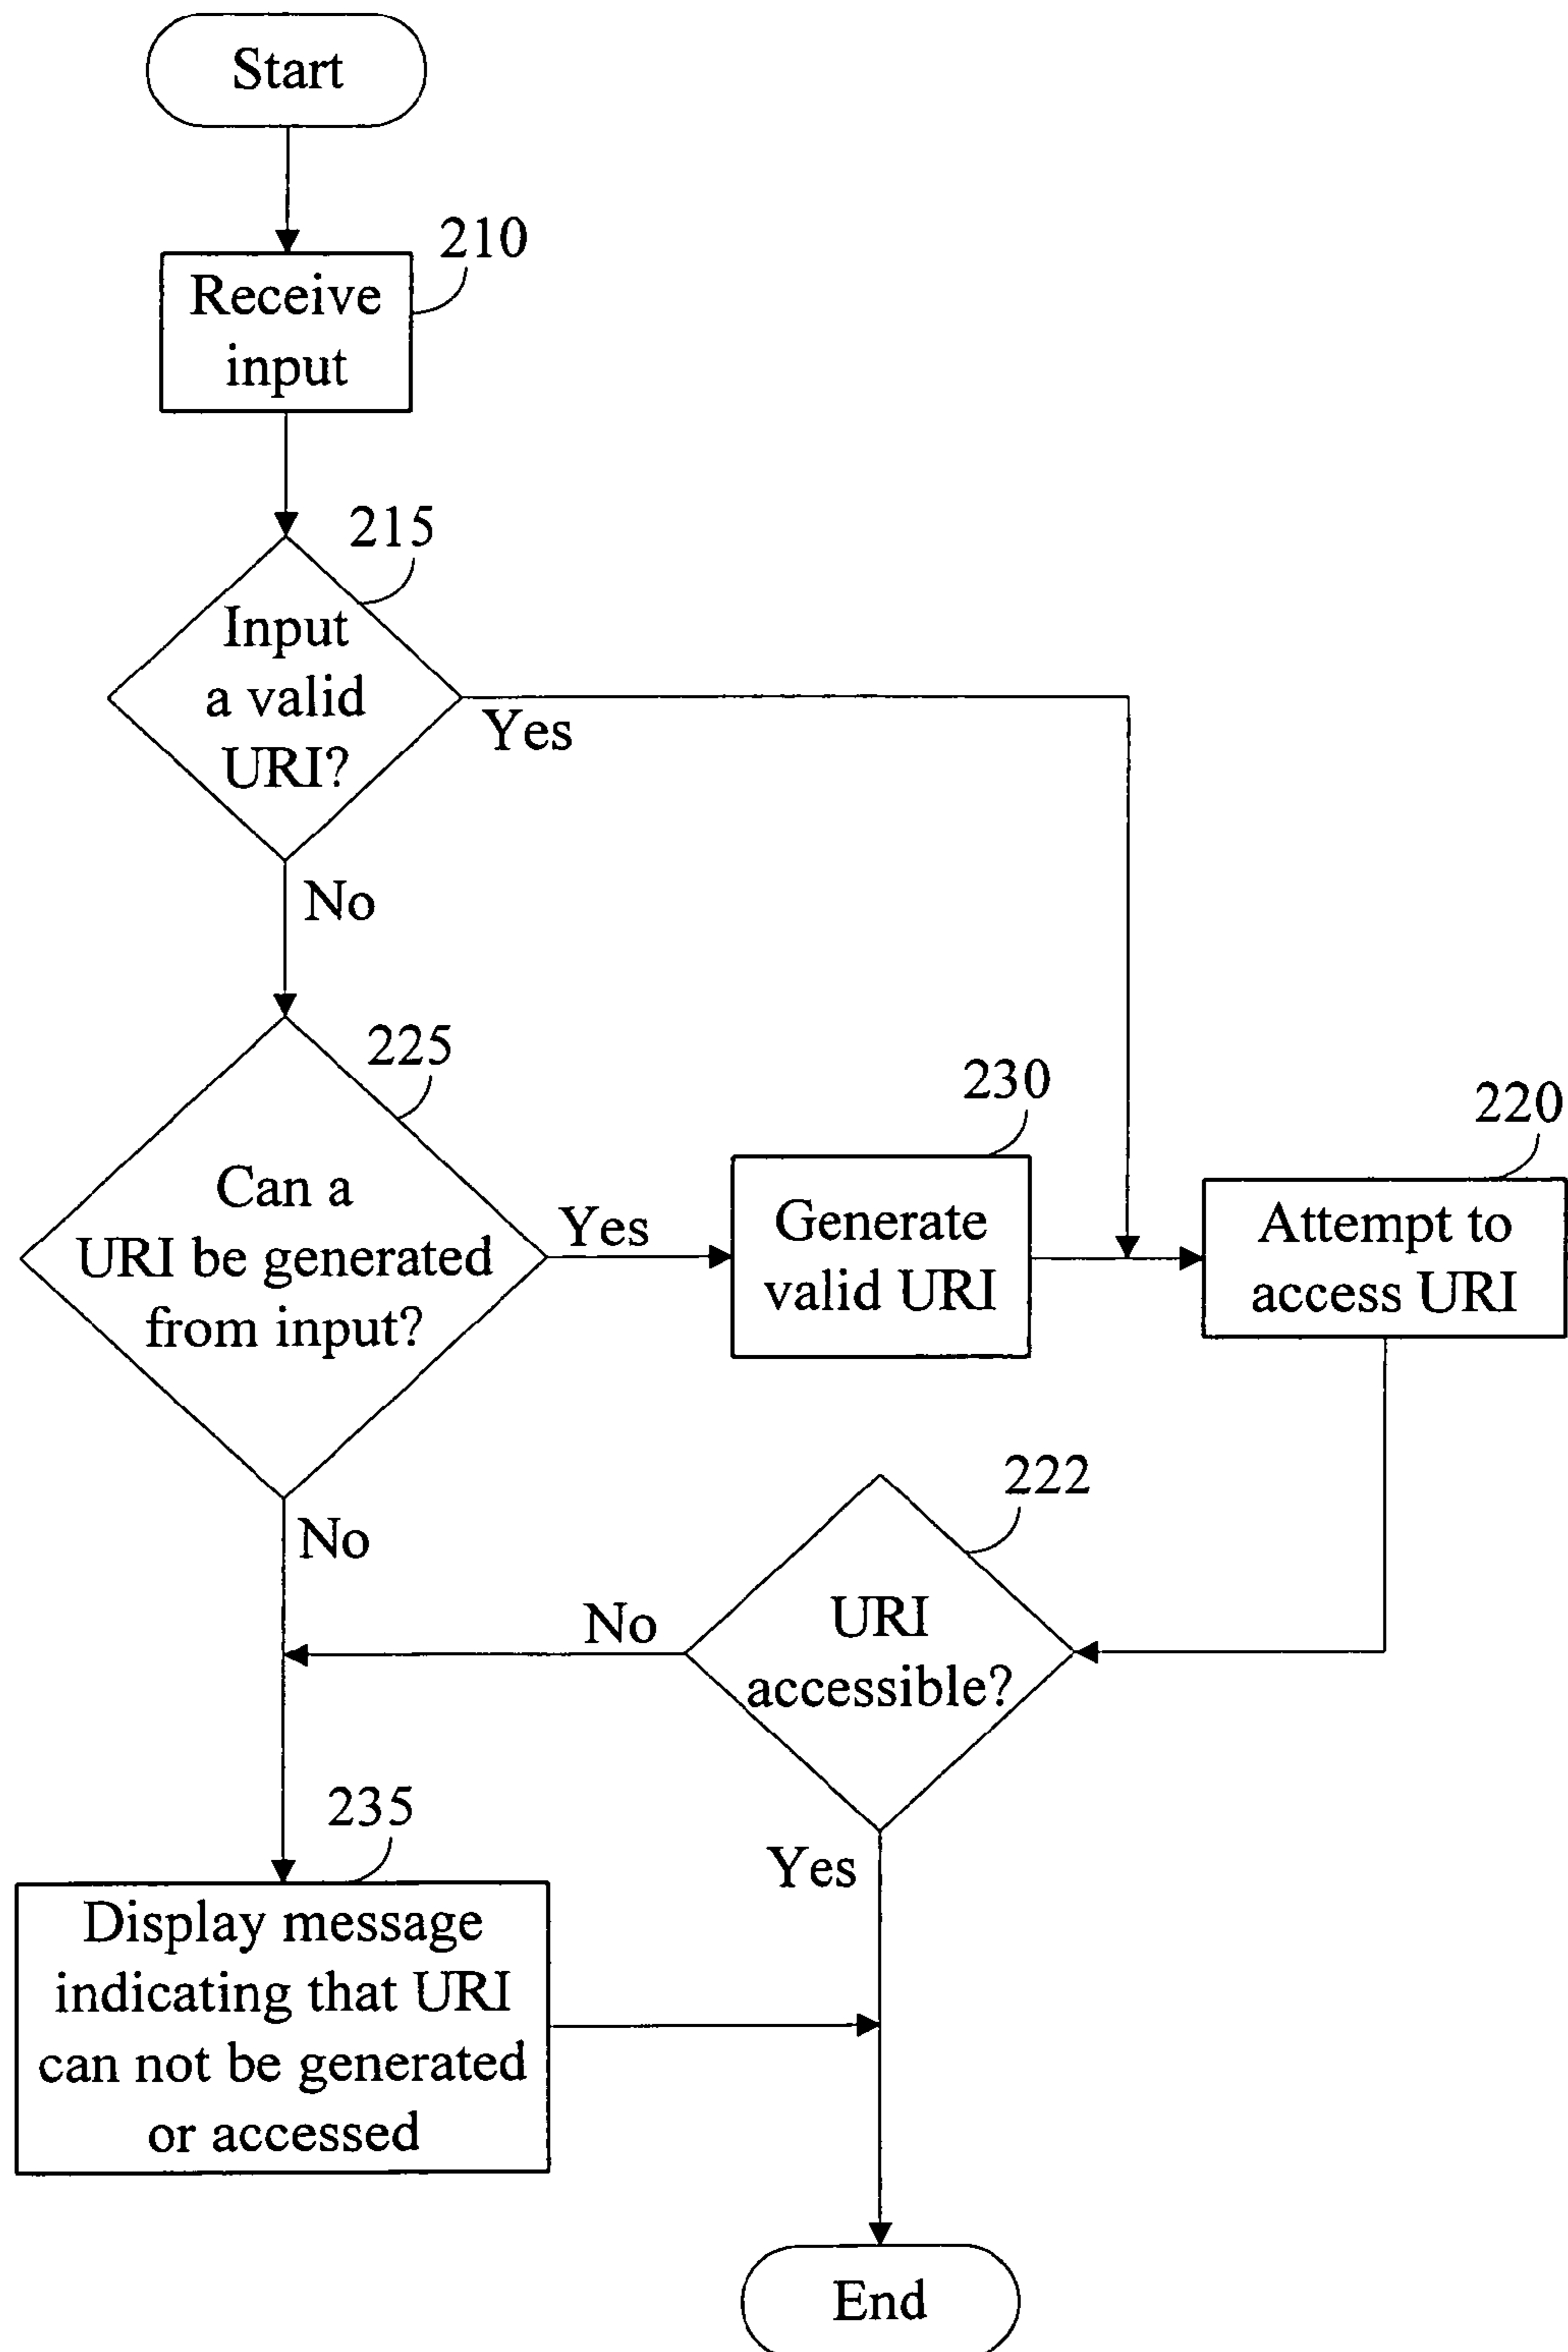 Start
210
Receive
input
215
Input
a valid
URI?
Yes
No
225
Can a
URI be generated
from input?
Yes
230
Generate
valid URI
220
Attempt to
access URI
No
222
URI
accessible?
No
Yes
235
Display message
indicating that URI
can not be generated
or accessed
End